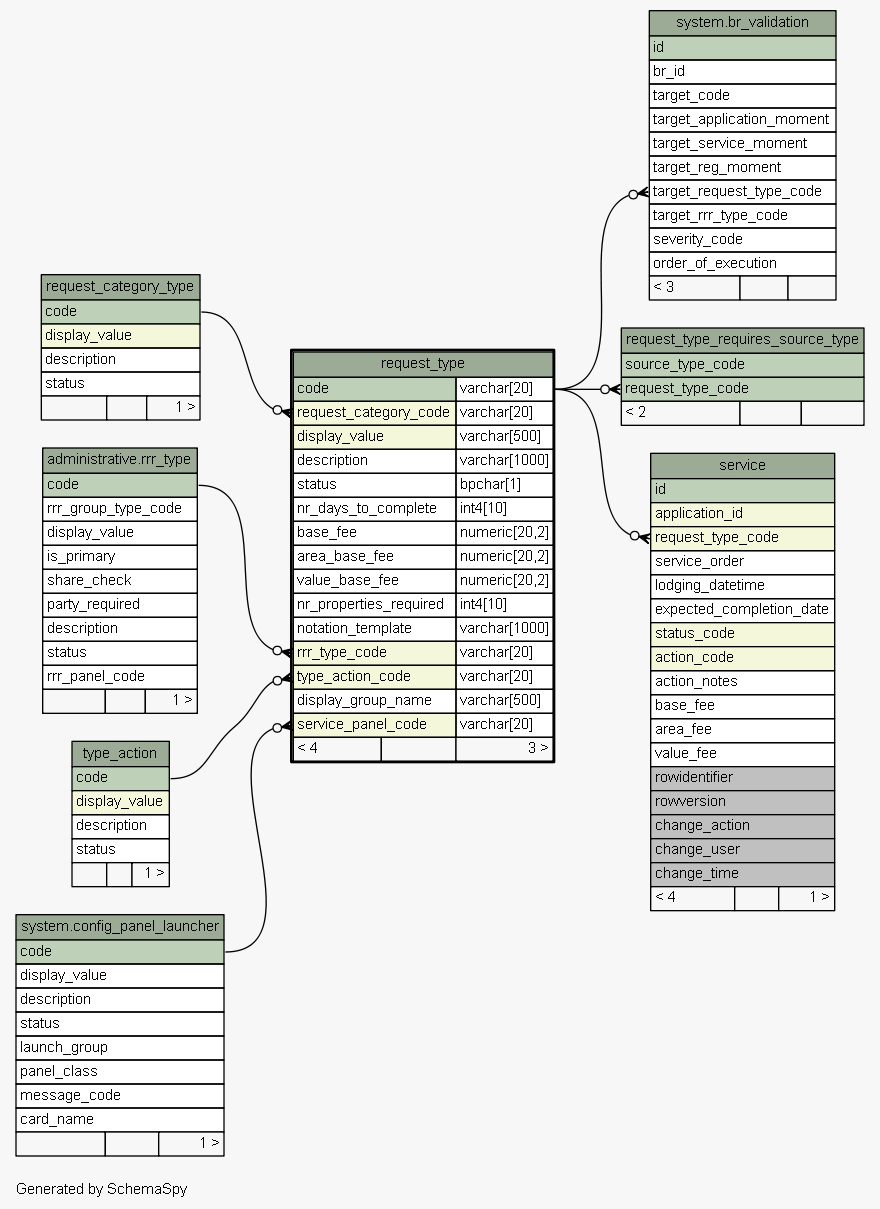 system.br_validation
id
br_id
target_code
target_application_moment
target_service_moment
target_reg_moment
target_request_type_code
target_rrr_type_code
severity_code
order_of_execution
< 3
request_category_type
code
display_value
description
status
1 >
request_type_requires_source_type
source_type_code
request_type_code
< 2
request_type
code varchar[20]
request_category_code varchar[20]
display_value varchar[500]
description varchar[1000]
status bpchar[1]
nr_days_to_complete int4[10]
base_fee numeric[20,2]
area_base_fee numeric[20,2]
value_base_fee numeric[20,2]
nr_properties_required int4[10]
notation_template varchar[1000]
rrr_type_code varchar[20]
type_action_code varchar[20]
display_group_name varchar[500]
service_panel_code varchar[20]
< 4 3 >
administrative.rrr_type
code
rrr_group_type_code
display_value
is_primary
share_check
party_required
description
status
rrr_panel_code
1 >
service
id
application_id
request_type_code
service_order
lodging_datetime
expected_completion_date
status_code
action_code
action_notes
base_fee
area_fee
value_fee
rowidentifier
rowversion
change_action
change_user
change_time
< 4 1 >
type_action
code
display_value
description
status
1 >
system.config_panel_launcher
code
display_value
description
status
launch_group
panel_class
message_code
card_name
1 >
Generated by SchemaSpy